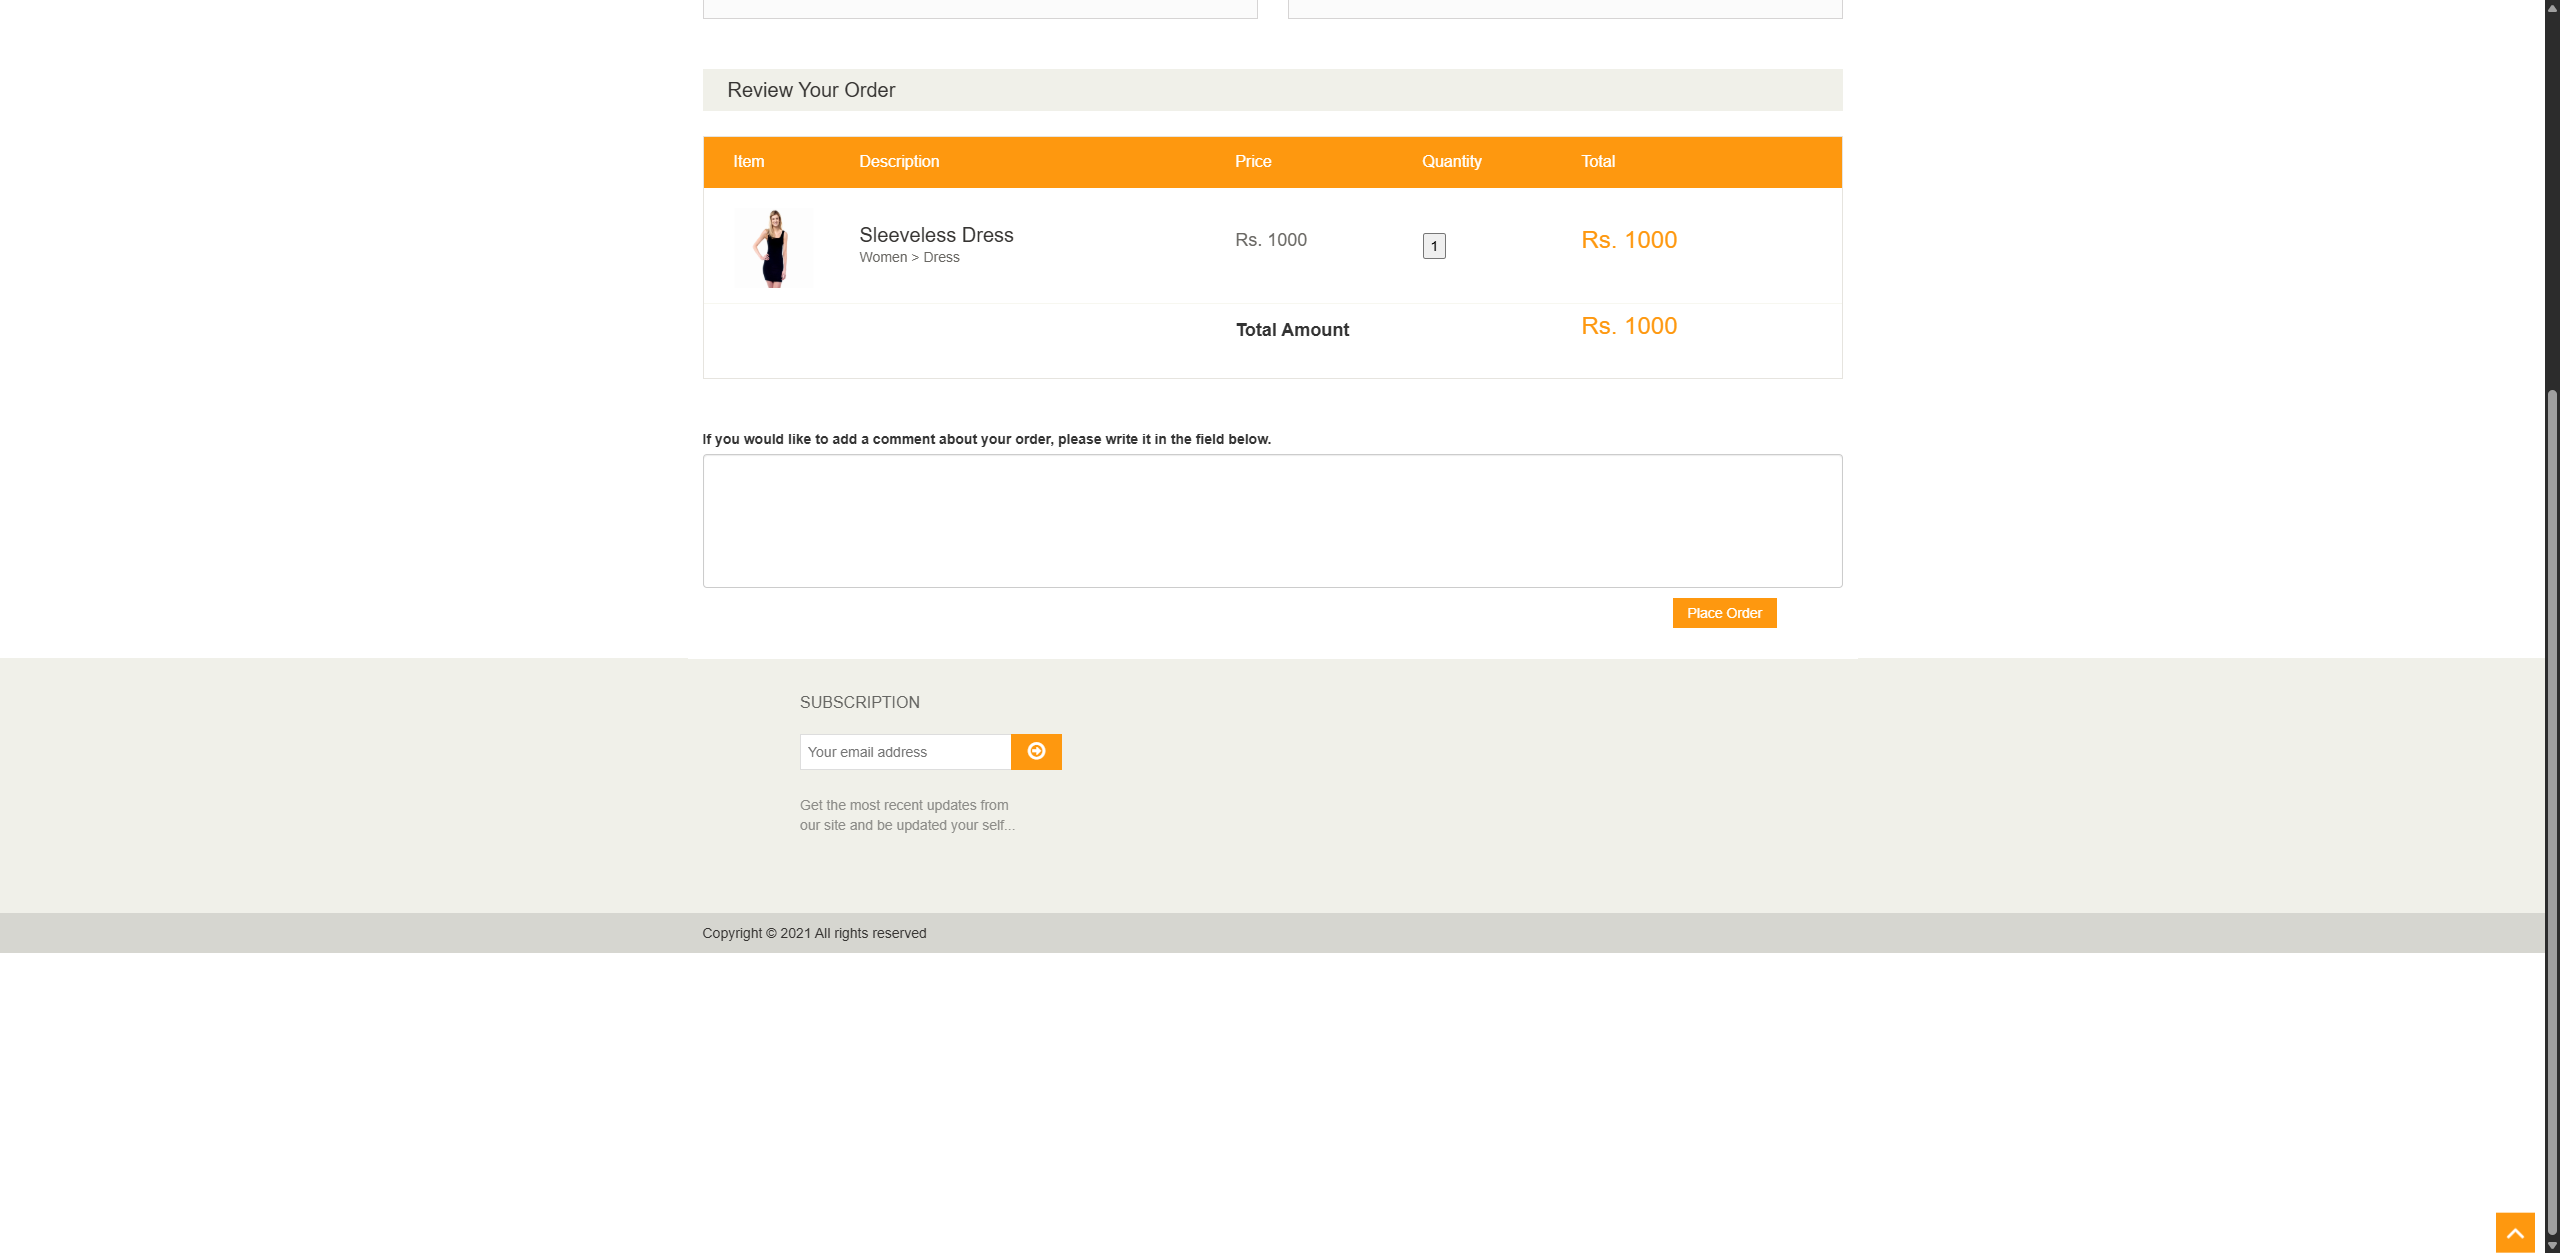 Review Your Order
Item Description Price Quantity Total
Sleeveless Dress Rs. 1000 1 Rs. 1000
Women > Dress
Total Amount Rs. 1000
If you would like to add a comment about your order, please write it in the field below.
Place Order
SUBSCRIPTION
Your email address
Get the most recent updates from
our site and be updated your self...
Copyright © 2021 All rights reserved